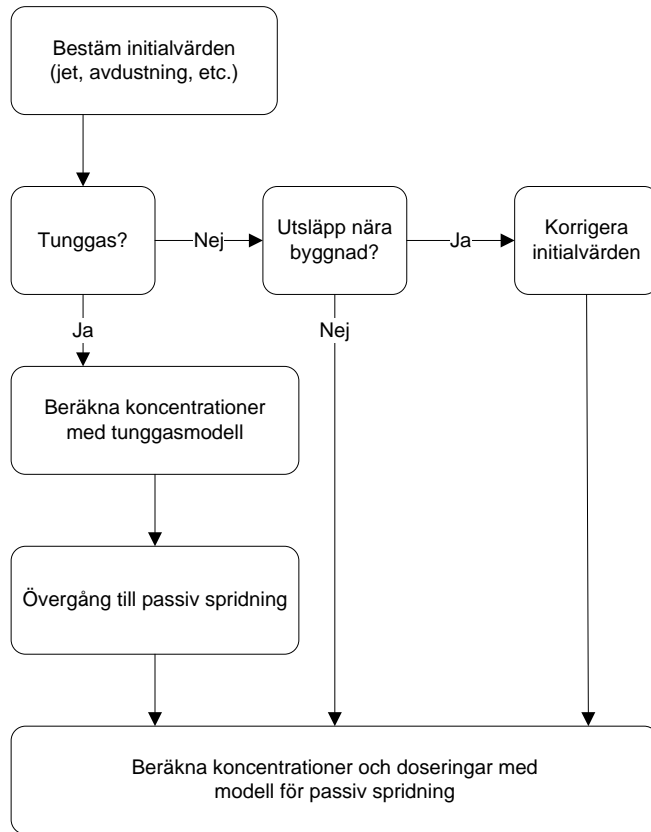 Bestäm initialvärden
(jet, avdustning, etc.)
Tunggas?
Nej
Utsläpp nära
byggnad?
Ja
Korrigera
initialvärden
Ja
Nej
Beräkna koncentrationer
med tunggasmodell
Övergång till passiv spridning
Beräkna koncentrationer och doseringar med
modell för passiv spridning